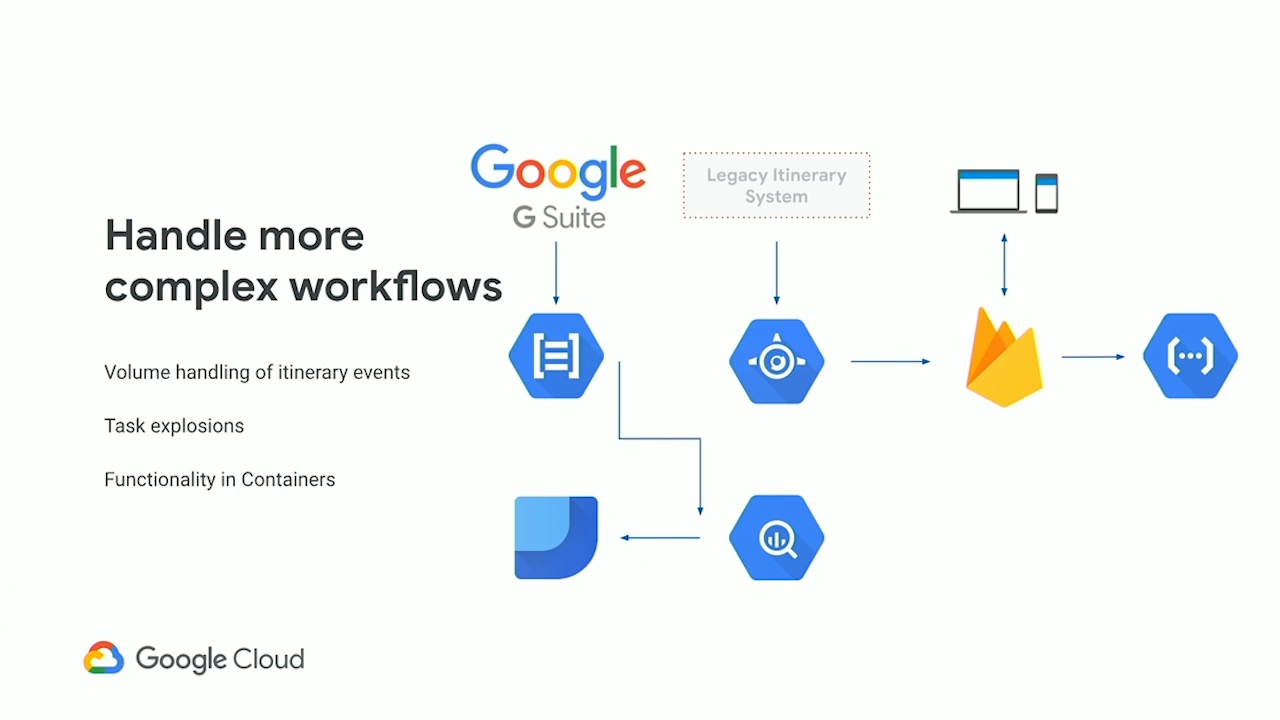 Google
G Suite
Legacy Itinerary
System
Handle more
complex workflows
Volume handling of itinerary events
Task explosions
Functionality in Containers
Google Cloud